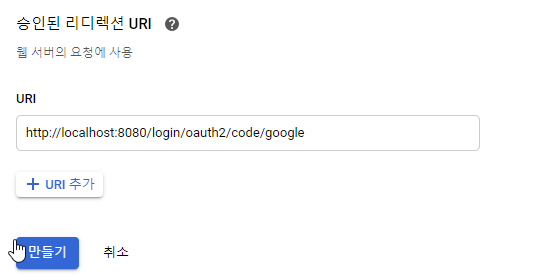 승인된 리디렉션 URI ?
웹 서버의 요청에 사용
URI
http://localhost:8080/login/oauth2/code/google
+ URI 추가
만들기 취소